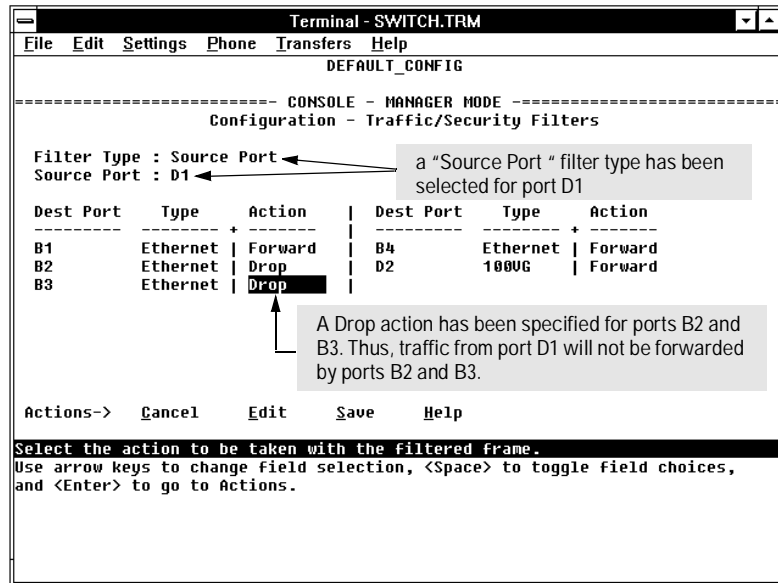 Terminal - SWITCH.TRM
File Edit Settings Phone Transfers Help
DEFAULT_CONFIG
==========================- CONSOLE - MANAGER MODE -===========================
Configuration - Traffic/Security Filters
Filter Type : Source Port
Source Port : D1
a "Source Port " filter type has been
selected for port D1
Dest Port Type Action | Dest Port Type Action
--------- -------- + ------- | --------- -------- + -------
B1 Ethernet | Forward | B4 Ethernet | Forward
B2 Ethernet | Drop | D2 100VG | Forward
B3 Ethernet | Drop |
A Drop action has been specified for ports B2 and
B3. Thus, traffic from port D1 will not be forwarded
by ports B2 and B3.
Actions-> Cancel Edit Save Help
Select the action to be taken with the filtered frame.
Use arrow keys to change field selection, <Space> to toggle field choices,
and <Enter> to go to Actions.